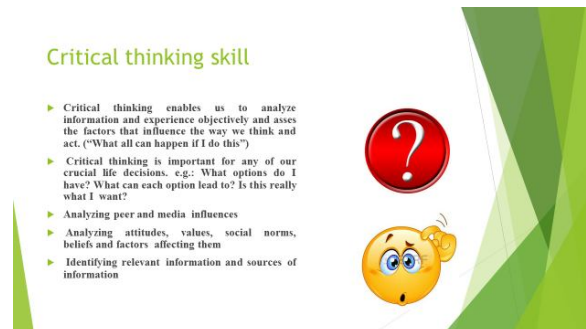 Critical thinking skill
Critical thinking enables us to analyze
information and experience objectively and asses
the factors that influence the way we think and
act. (“What all can happen if I do this”)
Critical thinking is important for any of our
crucial life decisions. e.g.: What options do I
have? What can each option lead to? Is this really
what I want?
Analyzing peer and media influences
Analyzing attitudes, values, social norms,
beliefs and factors affecting them
Identifying relevant information and sources of
information
?